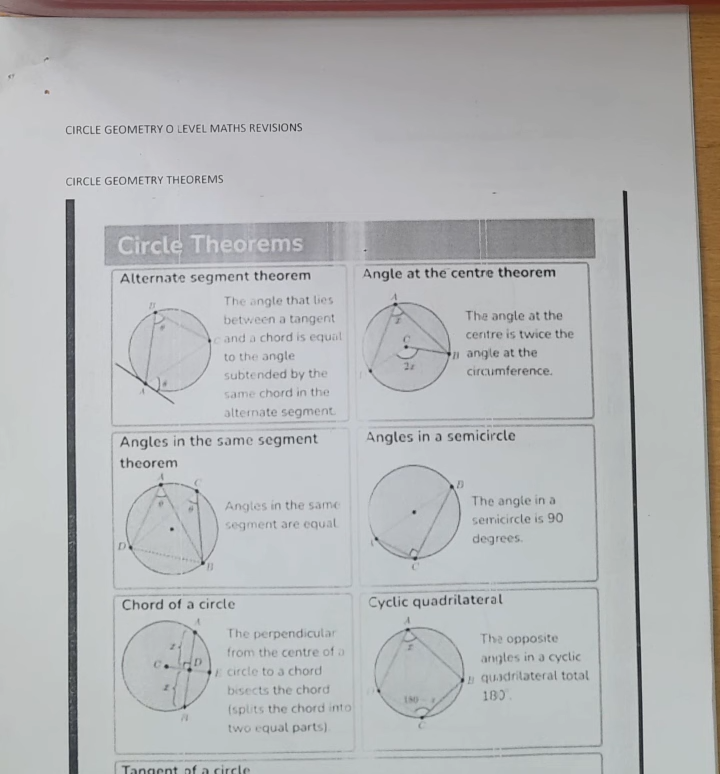 CIRCLE GEOMETRY O LEVEL MATHS REVISIONS
CIRCLE GEOMETRY THEOREMS
Circle Theorems
Alternate segment theorem
B
C
A
θ
θ
The angle that lies
between a tangent
and a chord is equal
to the angle
subtended by the
same chord in the
alternate segment.
Angle at the centre theorem
A
x
C
2x
B
The angle at the
centre is twice the
angle at the
circumference.
Angles in the same segment
theorem
A
C
θ
θ
D
B
Angles in the same
segment are equal
Angles in a semicircle
B
C
The angle in a
semicircle is 90
degrees.
Chord of a circle
A
C
D
E
B
The perpendicular
from the centre of a
circle to a chord
bisects the chord
(splits the chord into
two equal parts).
Cyclic quadrilateral
A
x
B
180 - x
C
The opposite
angles in a cyclic
quadrilateral total
180°.
Tangent of a circle